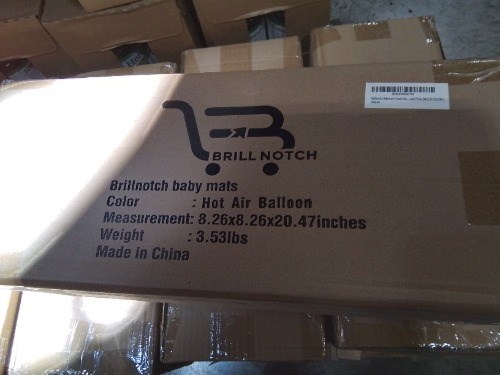 BRILL NOTCH
Brillnotch baby mats
Color : Hot Air Balloon
Measurement: 8.26x8.26x20.47inches
Weight : 3.53lbs
Made in China